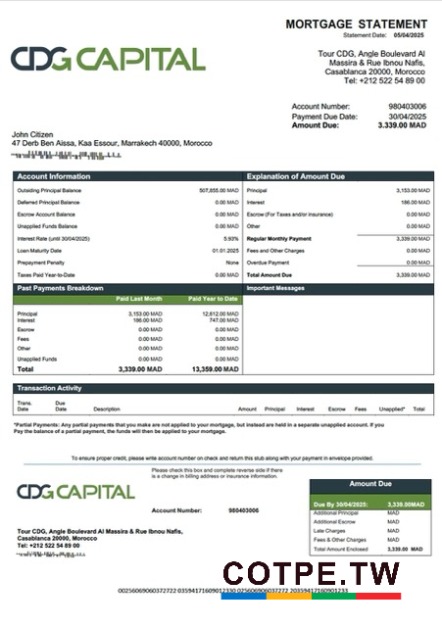 MORTGAGE STATEMENT
Statement Date: 05/04/2025
CDG CAPITAL
Tour CDG, Angle Boulevard Al
Massira & Rue Ibnou Nafis,
Casablanca 20000, Morocco
Tel: +212 522 54 89 00
Account Number: 980403006
Payment Due Date: 30/04/2025
Amount Due: 3.339.00 MAD
John Citizen
47 Derb Ben Aissa, Kaa Essour, Marrakech 40000, Morocco
Account Information
Outsiding Principal Balance 507,855.00 MAD
Deferred Principal Balance 0.00 MAD
Escrow Account Balance 0.00 MAD
Unapplied Funds Balance 0.00 MAD
Interest Rate (until 30/04/2025) 5.93%
Loan Maturity Date 01.01.2025
Prepayment Penalty None
Taxes Paid Year-to-Date 0.00 MAD
Explanation of Amount Due
Principal 3,153.00 MAD
Interest 186.00 MAD
Escrow (For Taxes and/or Insurance) 0.00 MAD
Other 0.00 MAD
Regular Monthly Payment 3,339.00 MAD
Fees and Other Charges 0.00 MAD
Overdue Payment 0.00 MAD
Total Amount Due 3,339.00 MAD
Past Payments Breakdown
Paid Last Month Paid Year to Date
Principal 3,153.00 MAD 12,612.00 MAD
Interest 186.00 MAD 747.00 MAD
Escrow 0.00 MAD 0.00 MAD
Fees 0.00 MAD 0.00 MAD
Other 0.00 MAD 0.00 MAD
Unapplied Funds 0.00 MAD 0.00 MAD
Total 3,339.00 MAD 13,359.00 MAD
Important Messages
Transaction Activity
Trans. Date Due Date Description Amount Principal Interest Escrow Fees Unapplied* Total
*Partial Payments: Any partial payments that you make are not applied to your mortgage, but instead are held in a separate unapplied account. If you
Pay the balance of a partial payment, the funds will then be applied to your mortgage.
To ensure proper credit, please write account number on check and return this stub along with your payment in envelope provided.
Please check this box and complete reverse side if there
is a change in billing address or insurance information.
CDG CAPITAL
Account Number: 980403006
Tour CDG, Angle Boulevard Al Massira & Rue Ibnou Nafis,
Casablanca 20000, Morocco
Tel: +212 522 54 89 00
Amount Due
Due By 30/04/2025: 3,339.00MAD
Additional Principal MAD
Additional Escrow MAD
Late Charges MAD
Fees & Other Charges MAD
Total Amount Enclosed 3,339.00 MAD
COTPE.TW